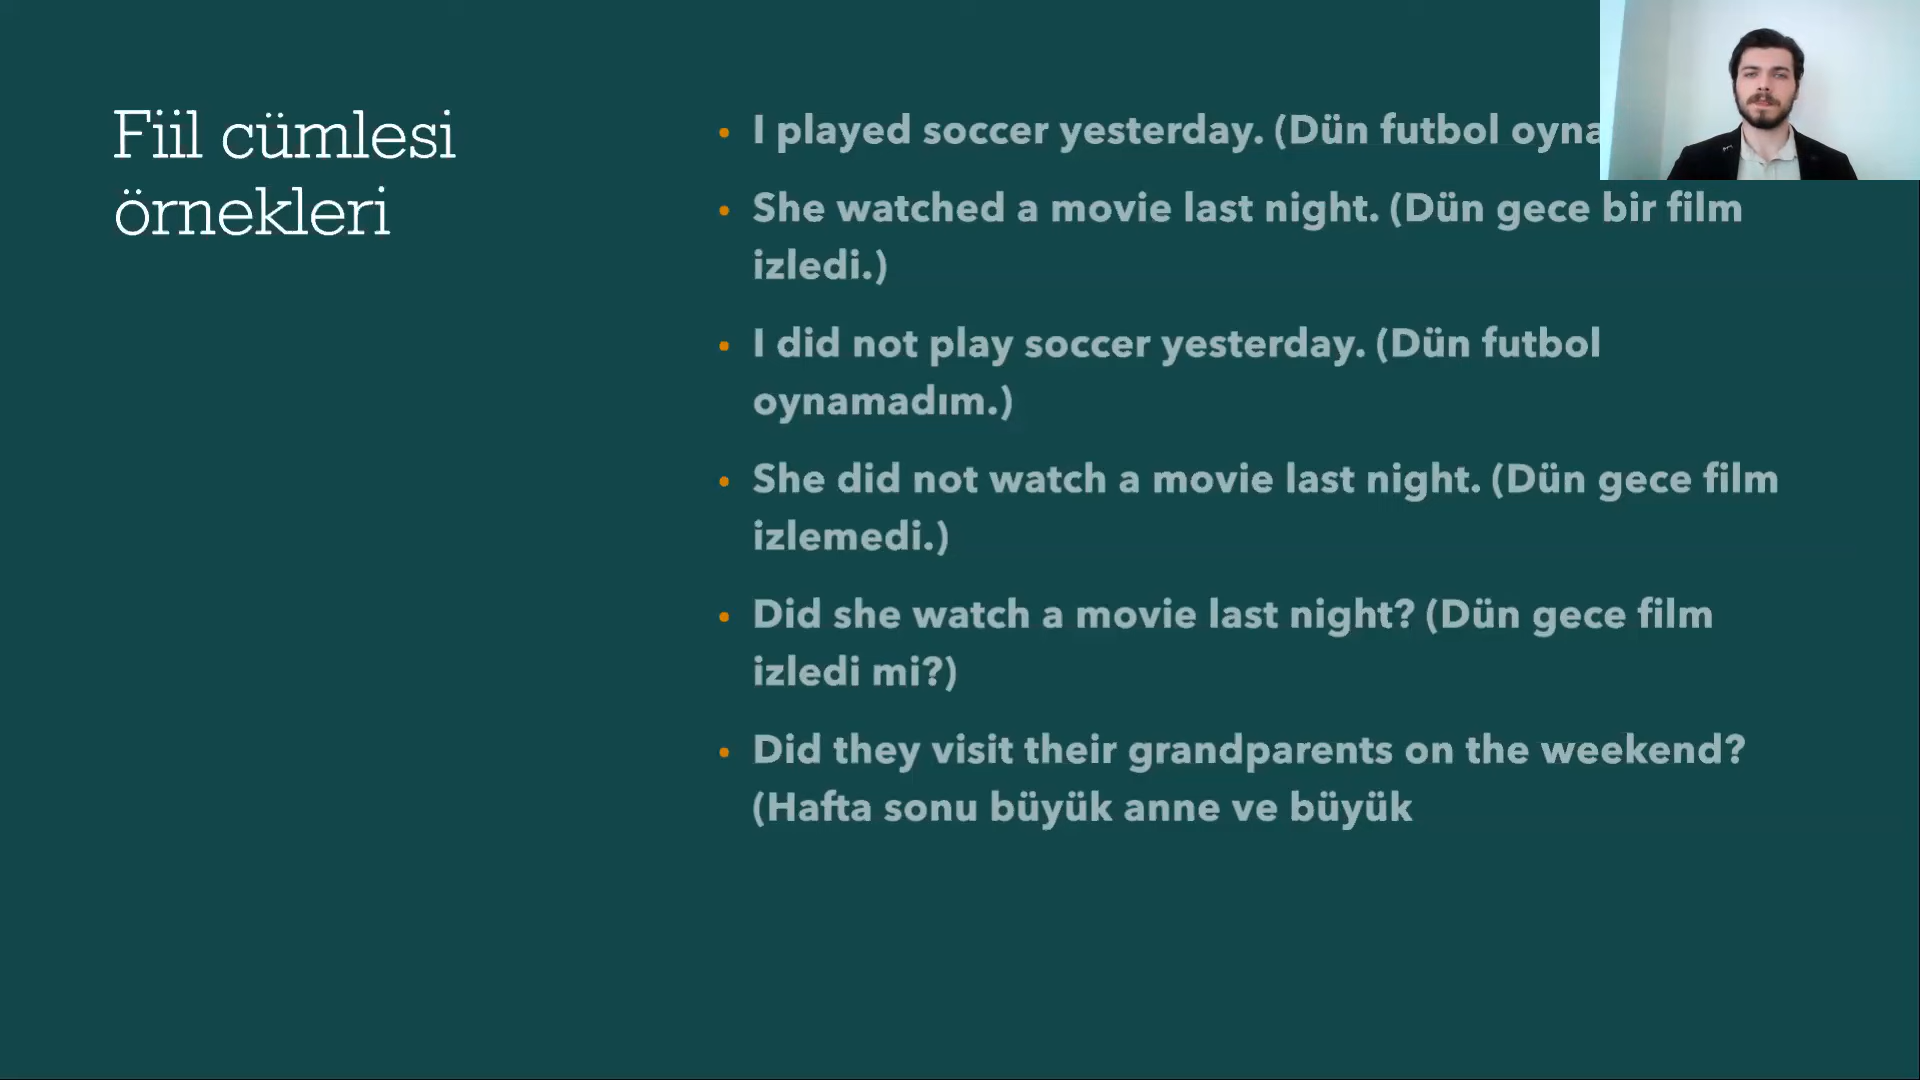 Fiil cümlesi
örnekleri
• I played soccer yesterday. (Dün futbol
• She watched a movie last night. (Dün gece bir film
izledi.)
• I did not play soccer yesterday. (Dün futbol
oynamadım.)
• She did not watch a movie last night. (Dün gece film
izlemedi.)
• Did she watch a movie last night? (Dün gece film
izledi mi?)
• Did they visit their grandparents on the weekend?
(Hafta sonu büyük anne ve büyük